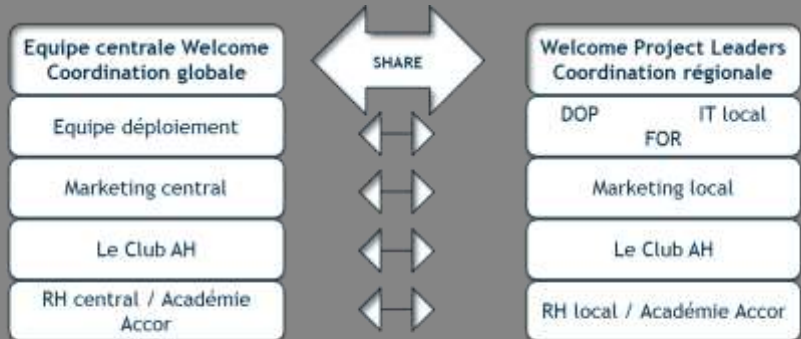 Equipe centrale Welcome
Coordination globale
SHARE
Welcome Project Leaders
Coordination régionale
Equipe déploiement
DOP IT local
FOR
Marketing central
Marketing local
Le Club AH
Le Club AH
RH central / Académie
Accor
RH local / Académie Accor